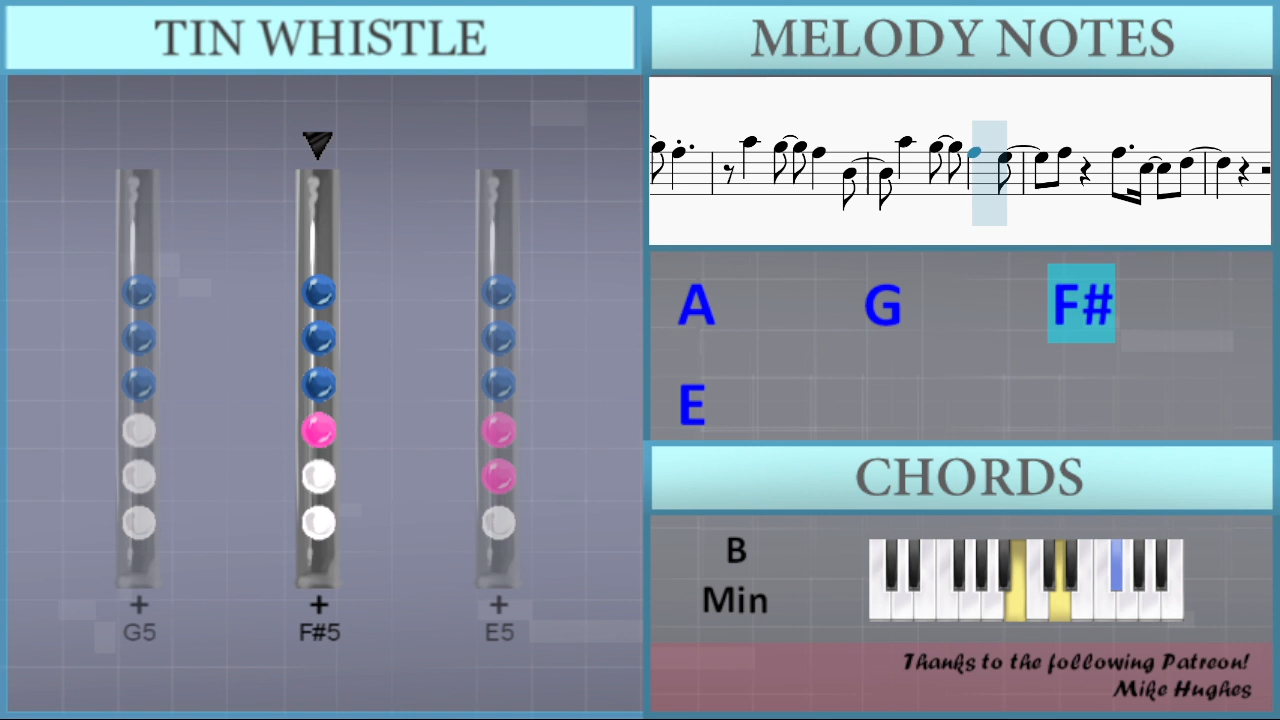 TIN WHISTLE
+ + +
G5 F#5 E5
MELODY NOTES
A G F#
E
CHORDS
B
Min
Thanks to the following Patreon!
Mike Hughes